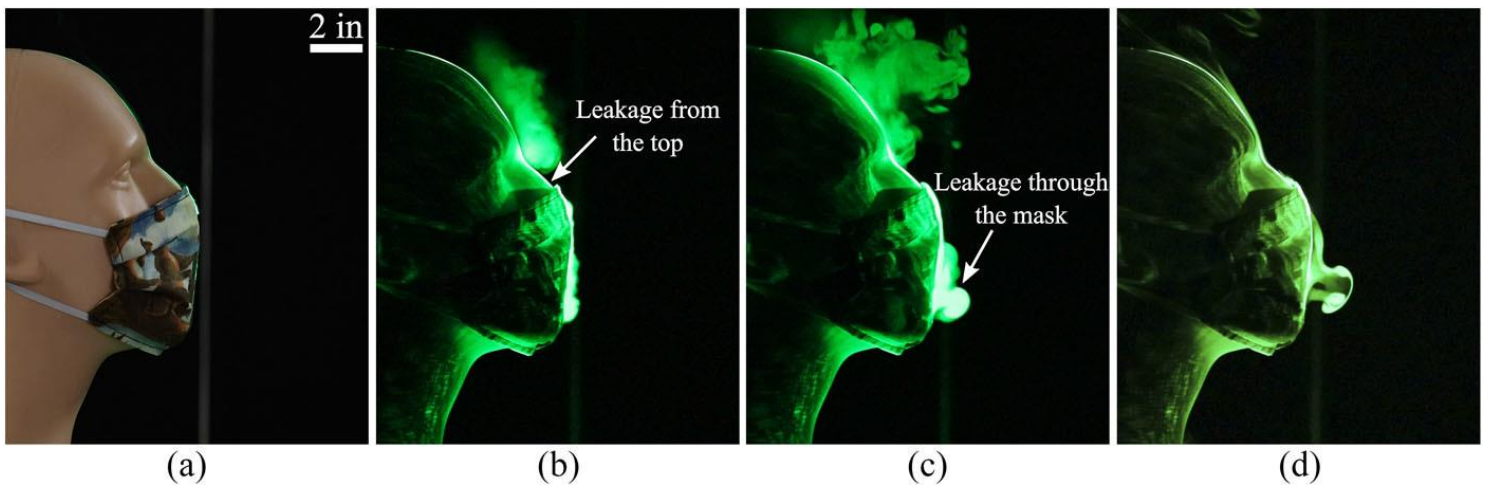 2 in
Leakage from
the top
Leakage through
the mask
(a)
(b)
(c)
(d)